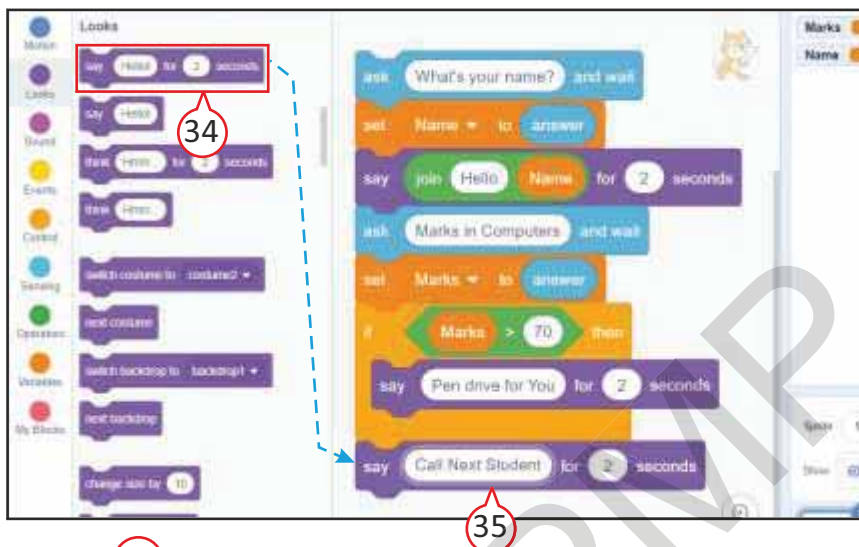 Looks
Motion
Looks
Sound
Events
Control
Sensing
Operators
Variables
My Blocks
say Hello! for 2 seconds
34
say Hello!
think Hmm... for 2 seconds
think Hmm...
switch costume to costume2
next costume
switch backdrop to backdrop1
next backdrop
change size by 10
ask What's your name? and wait
set Name to answer
say join Hello Name for 2 seconds
ask Marks in Computers and wait
set Marks to answer
if Marks > 70 then
say Pen drive for You for 2 seconds
say Call Next Student for 2 seconds
35
Marks
Name
Show